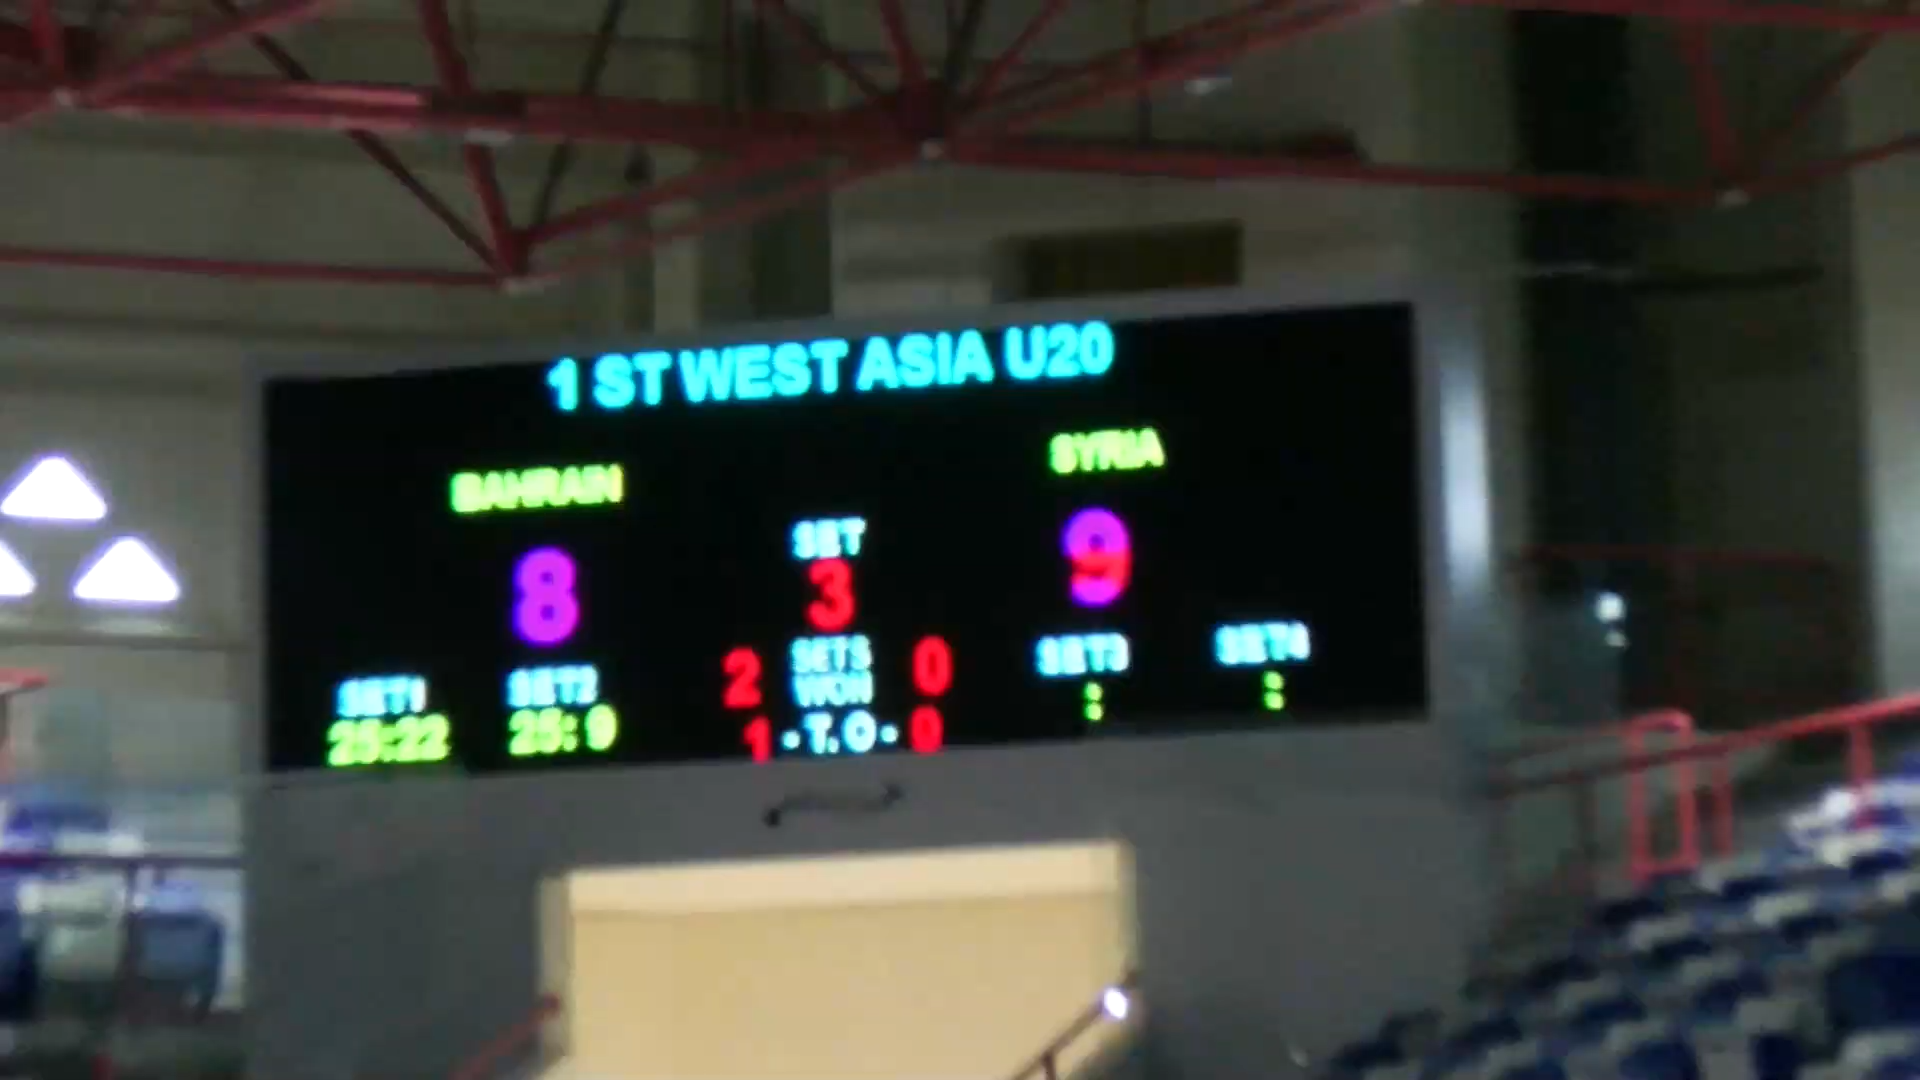 1 ST WEST ASIA U20
BAHRAIN
SYRIA
8
SET
3
9
SET1
25:22
SET2
25: 9
2
SETS
WON
0
1 - T. O - 0
SET3
:
SET4
: